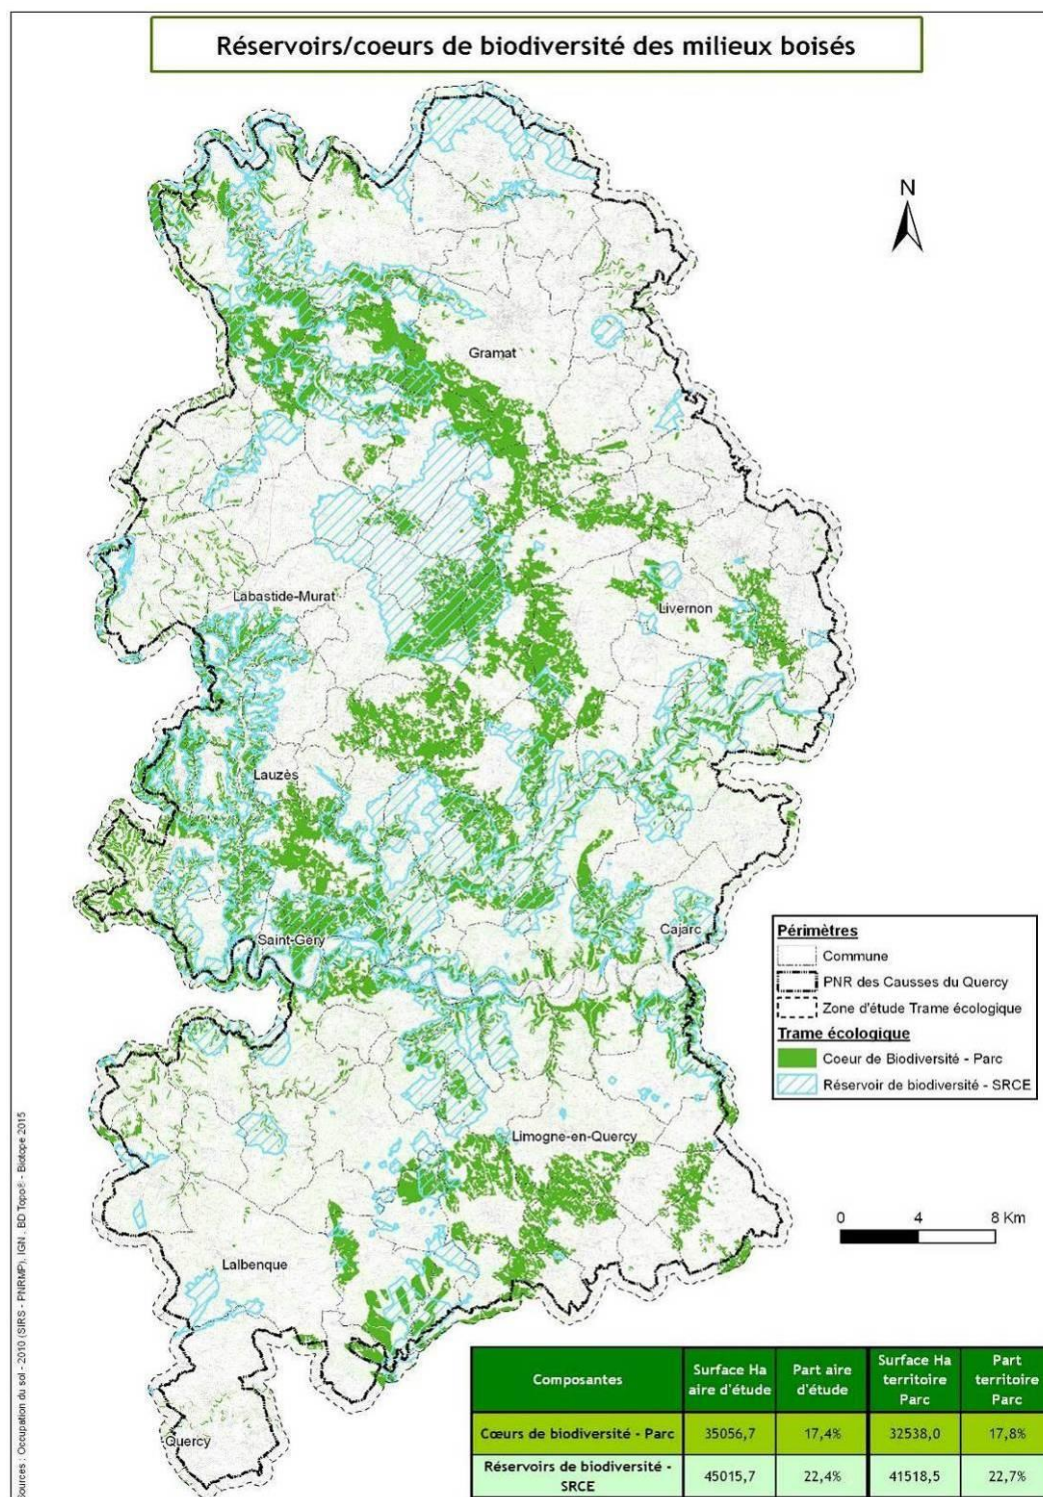 Réservoirs/coeurs de biodiversité des milieux boisés
N
Gramat
Labastide-Murat
Livernon
Lauzès
Saint-Géry
Cajarc
Limogne-en-Quercy
Lalbenque
Quercy
Périmètres
Commune
PNR des Causses du Quercy
Zone d'étude Trame écologique
Trame écologique
Coeur de Biodiversité - Parc
Réservoir de biodiversité - SRCE
0 4 8 Km
Composantes
Surface Ha aire d'étude
Part aire d'étude
Surface Ha territoire Parc
Part territoire Parc
Cœurs de biodiversité - Parc 35056,7 17,4% 32538,0 17,8%
Réservoirs de biodiversité - SRCE 45015,7 22,4% 41518,5 22,7%
Sources : Occupation du sol - 2010 (SIRS - PNRMP), IGN , BD Topo® - Biotope 2015